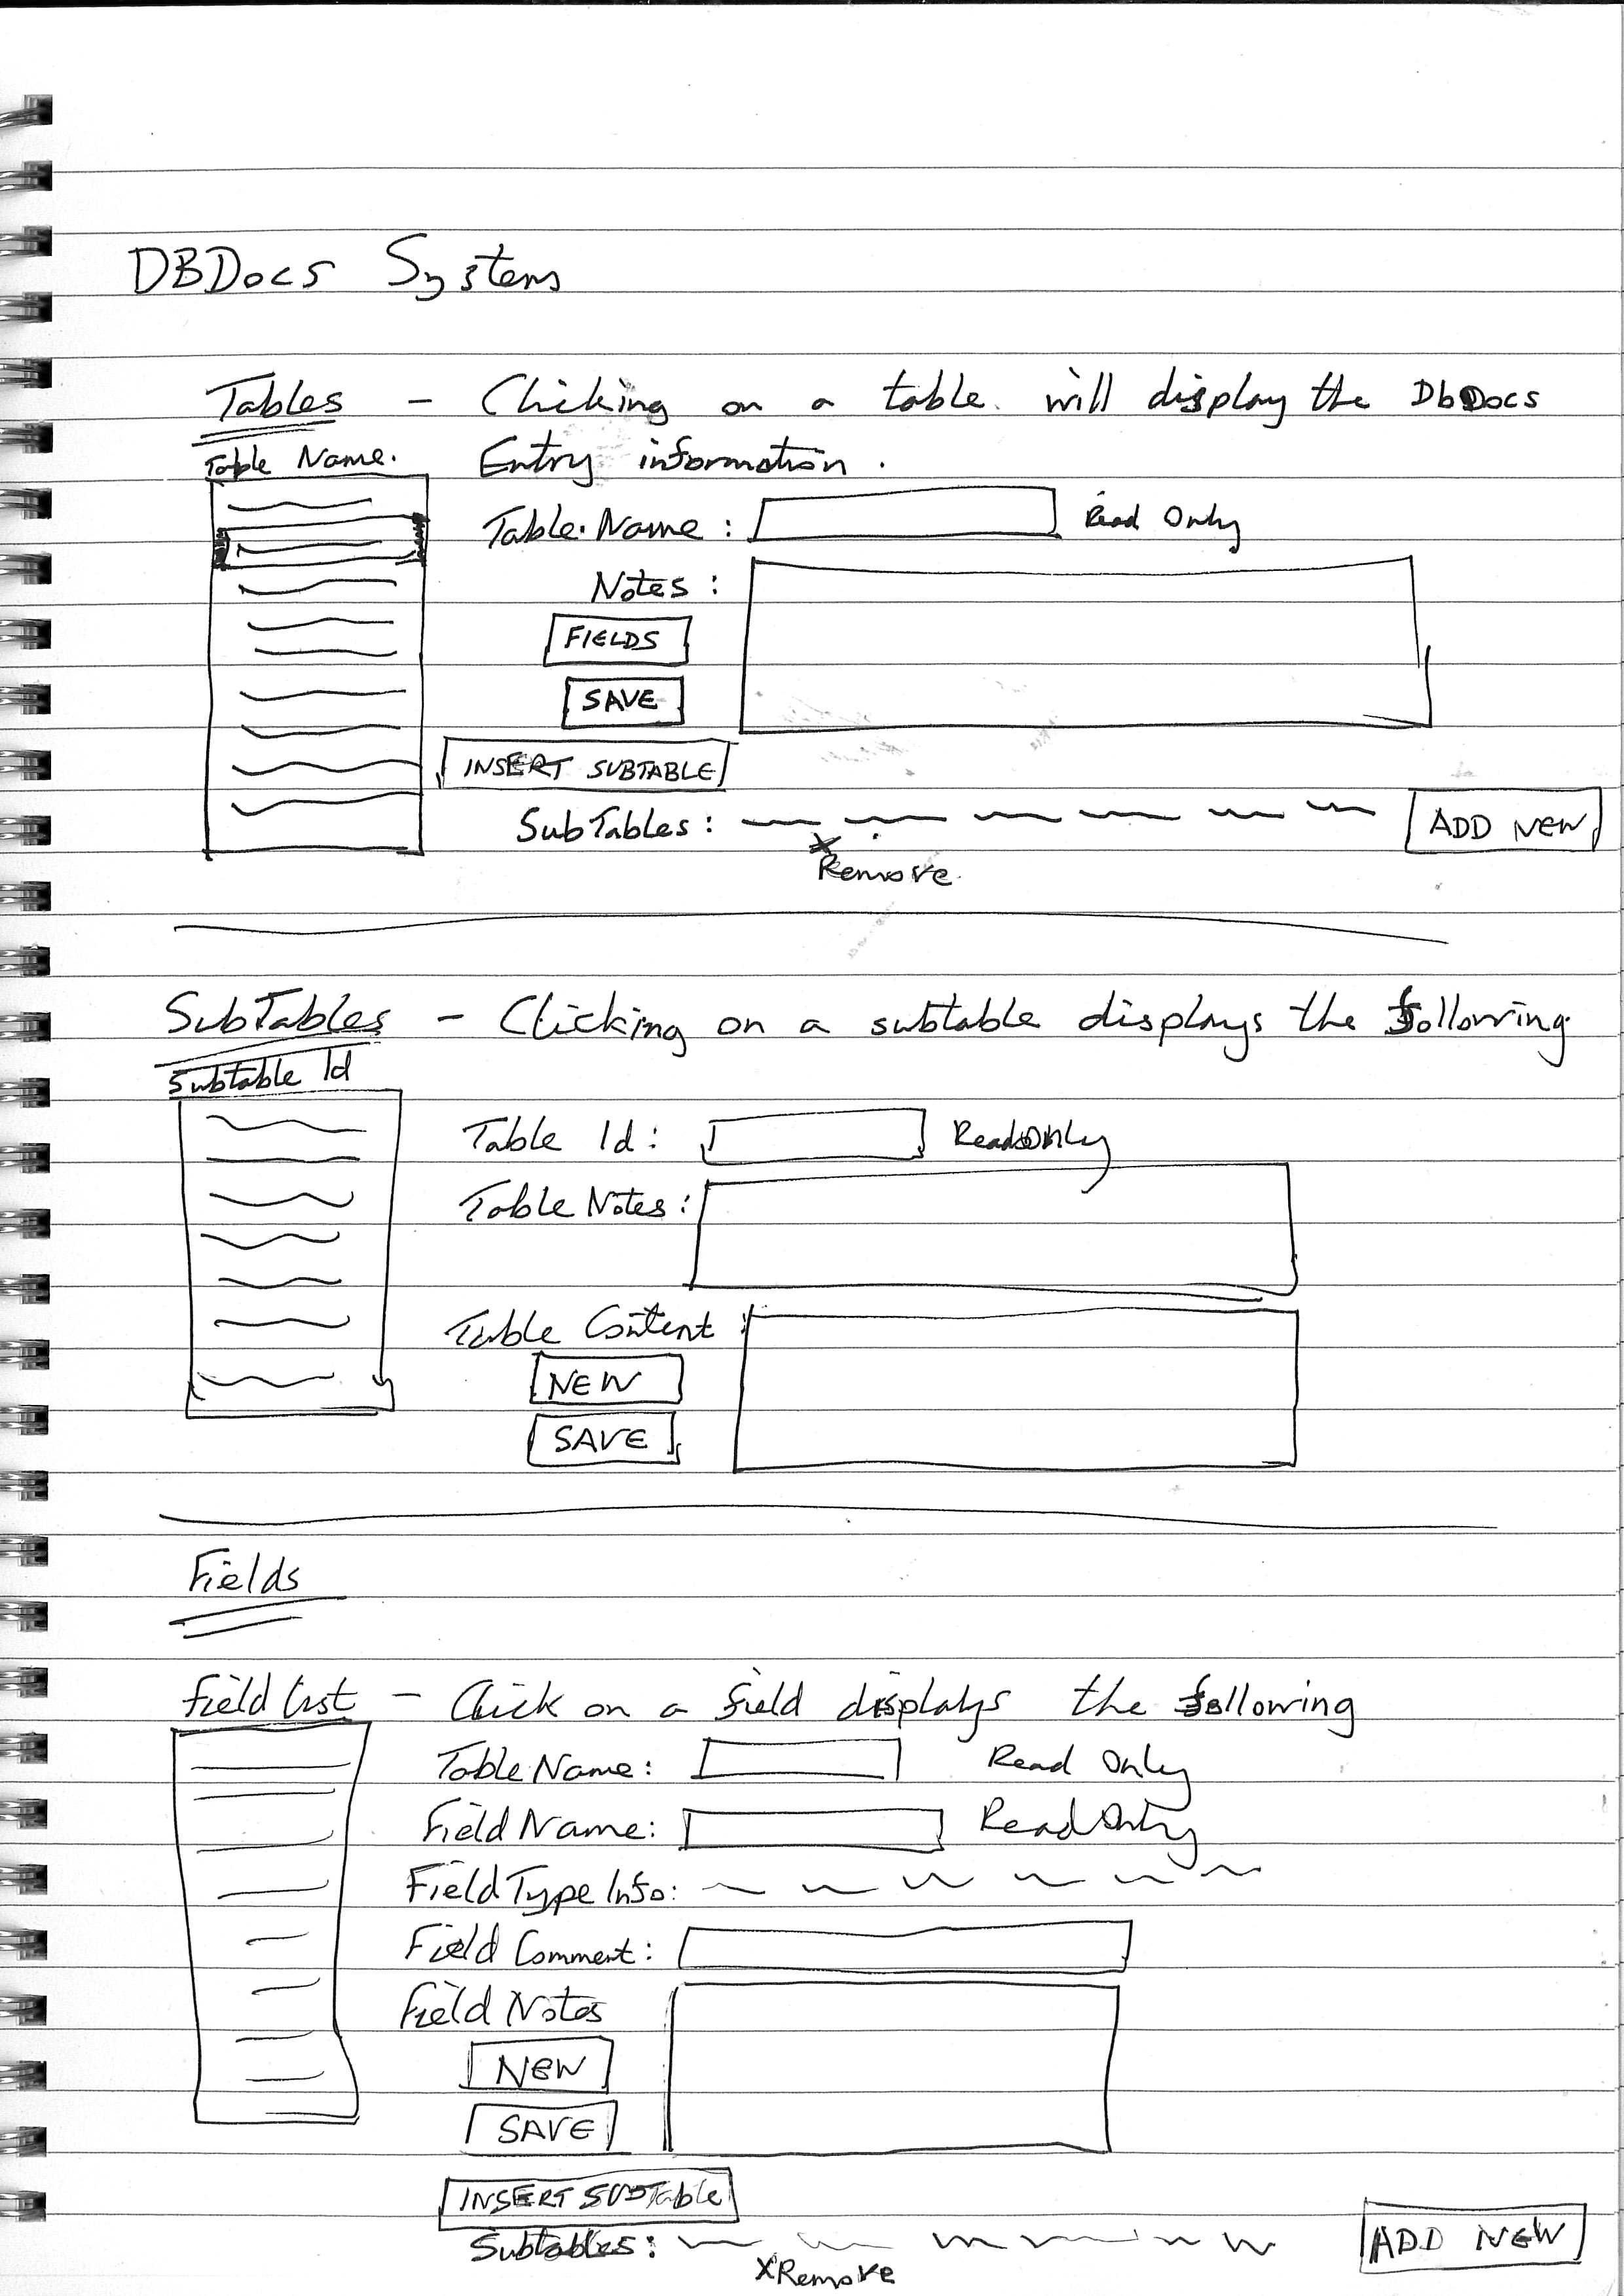 DBDocs System
Tables - Clicking on a table will display the DbDocs
Table Name. Entry information.
Table Name: Read Only
Notes:
FIELDS
SAVE
INSERT SUBTABLE
SubTables: ADD NEW
x
Remove
SubTables - Clicking on a subtable displays the following
Subtable Id
Table Id: Read Only
Table Notes:
Table Content:
NEW
SAVE
Fields
Field List - Click on a field displays the following
Table Name: Read Only
Field Name: Read Only
Field Type Info:
Field Comment:
Field Notes
NEW
SAVE
INSERT SUBTable
Subtables: ADD NEW
x Remove